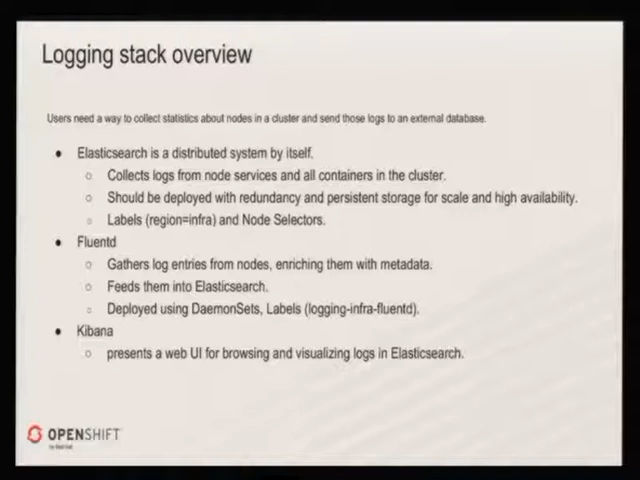 Logging stack overview
Users need a way to collect statistics about nodes in a cluster and send those logs to an external database.
● Elasticsearch is a distributed system by itself.
○ Collects logs from node services and all containers in the cluster.
○ Should be deployed with redundancy and persistent storage for scale and high availability.
○ Labels (region=infra) and Node Selectors.
● Fluentd
○ Gathers log entries from nodes, enriching them with metadata.
○ Feeds them into Elasticsearch.
○ Deployed using DaemonSets, Labels (logging-infra-fluentd).
● Kibana
○ presents a web UI for browsing and visualizing logs in Elasticsearch.
OPENSHIFT
by Red Hat